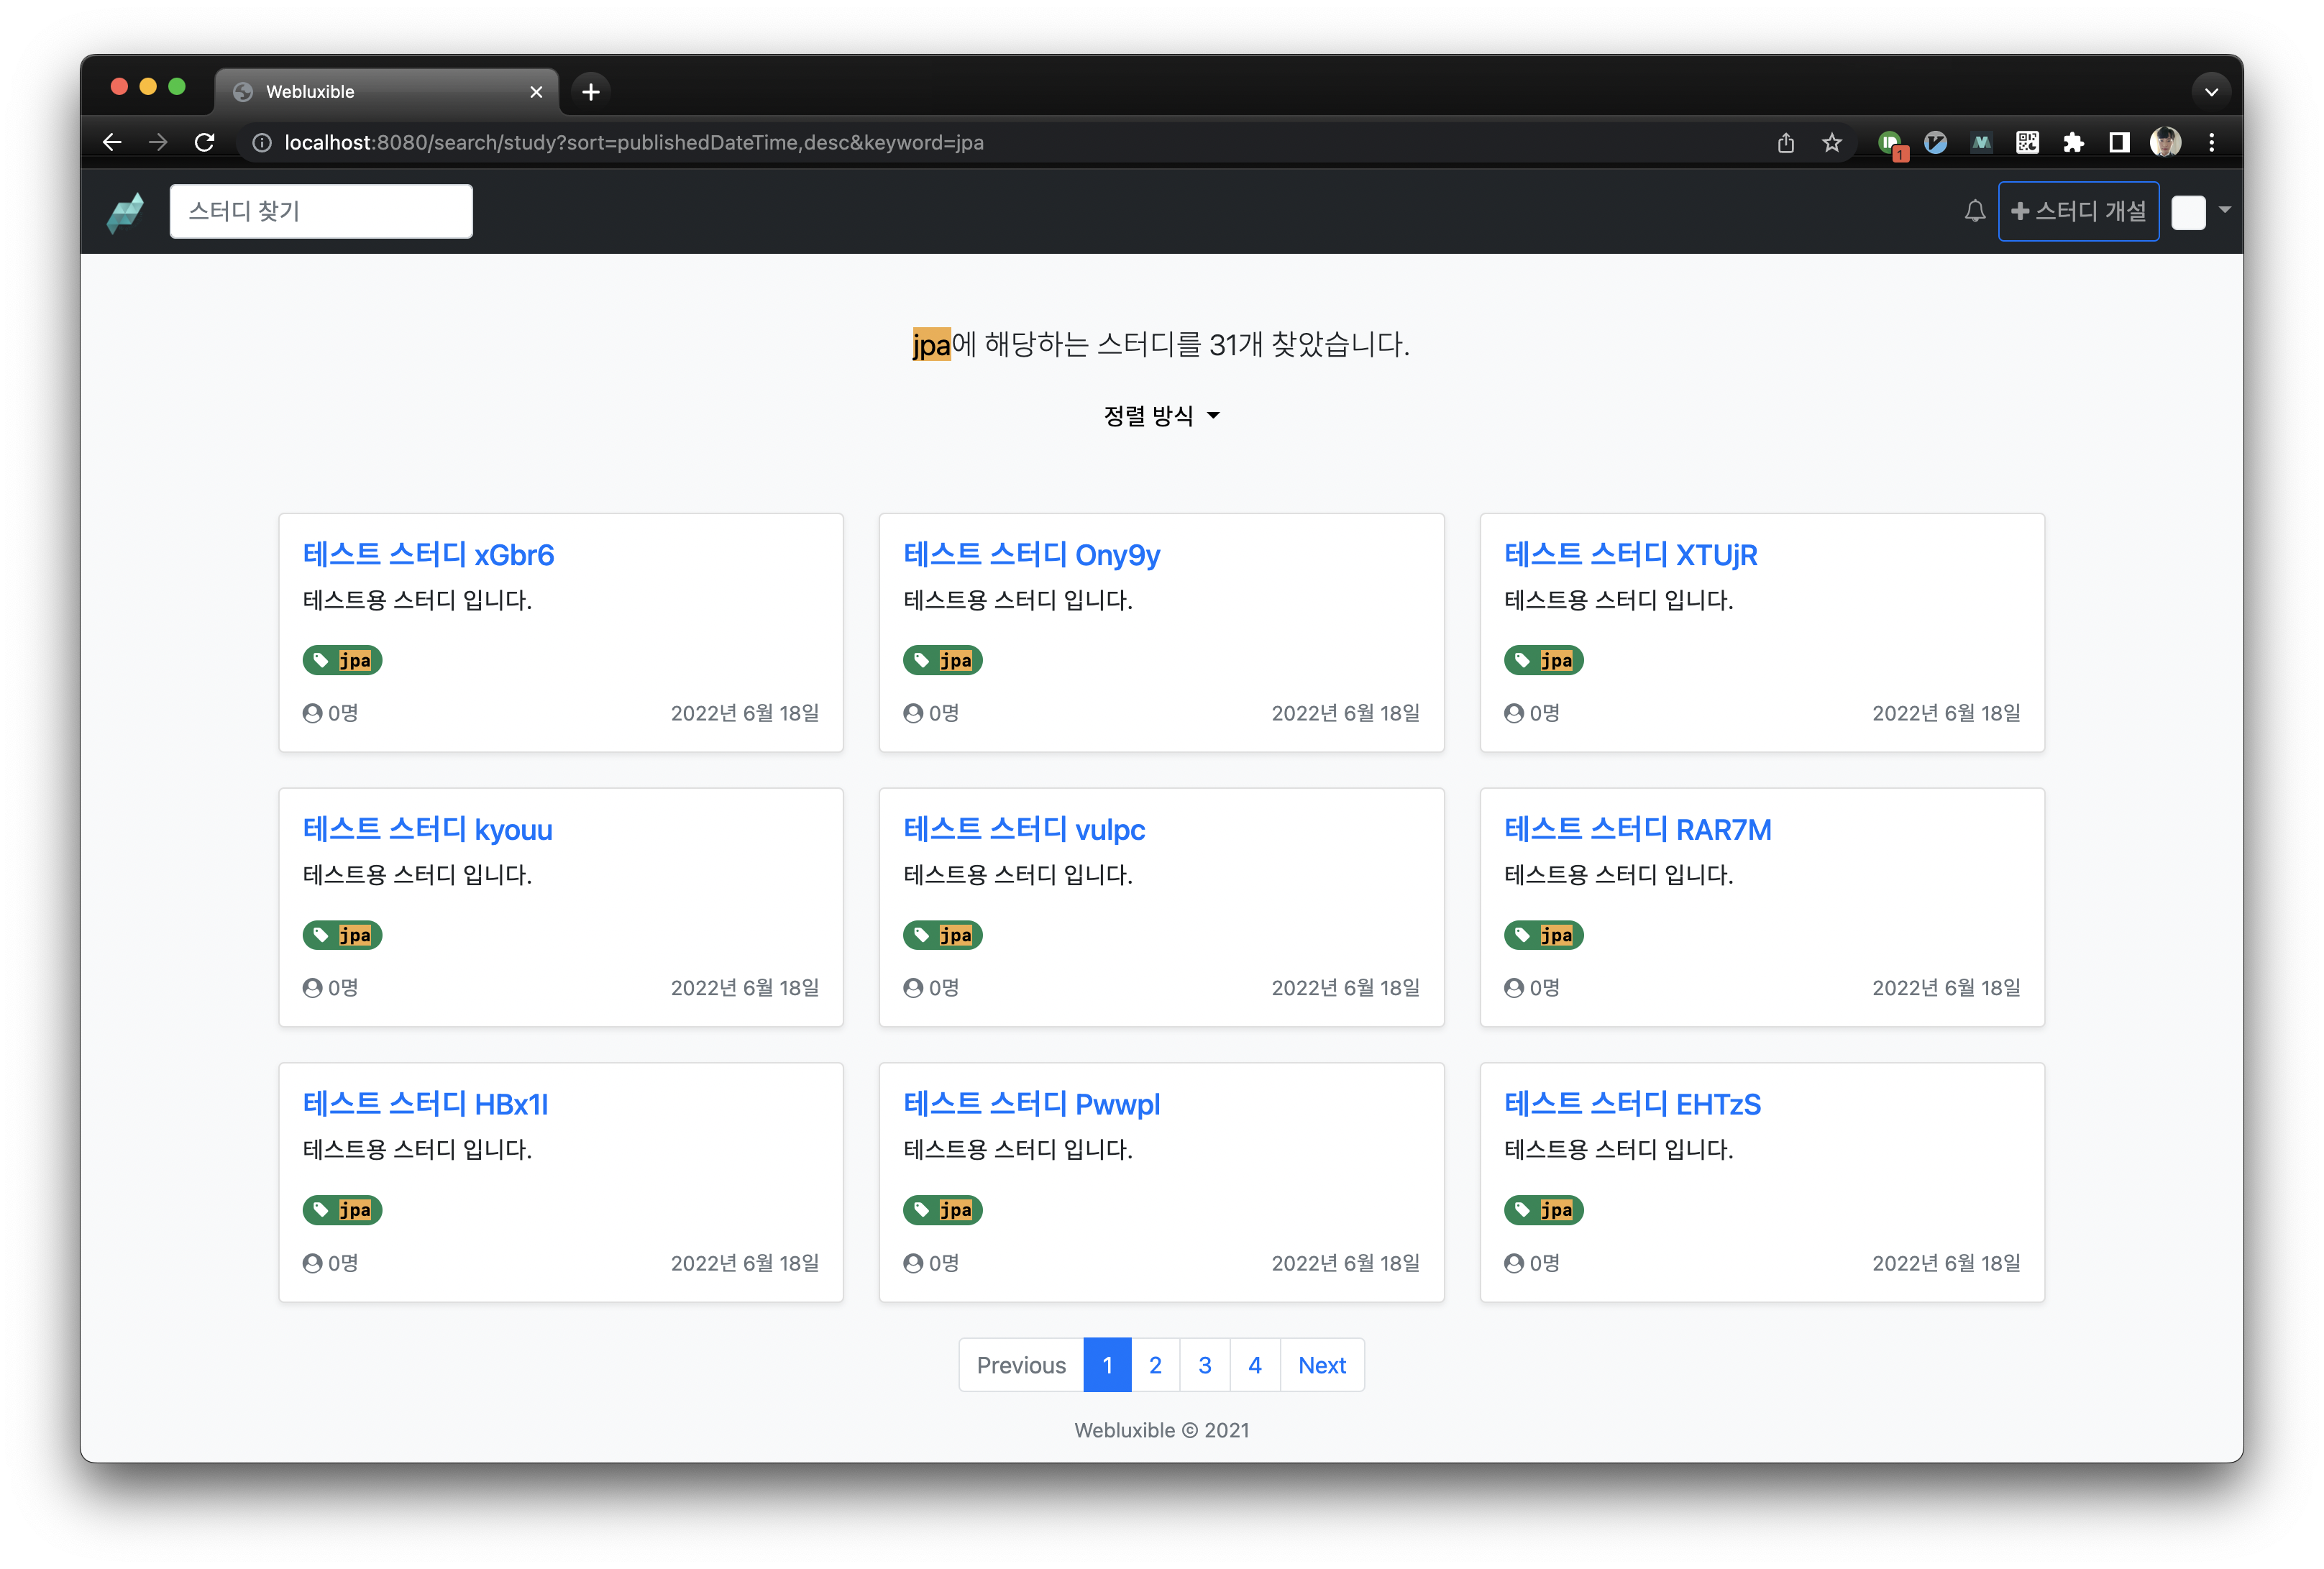 Webluxible
localhost:8080/search/study?sort=publishedDateTime,desc&keyword=jpa
1
스터디 찾기
스터디 개설
jpa에 해당하는 스터디를 31개 찾았습니다.
정렬 방식
테스트 스터디 xGbr6
테스트용 스터디 입니다.
jpa
0명 2022년 6월 18일
테스트 스터디 Ony9y
테스트용 스터디 입니다.
jpa
0명 2022년 6월 18일
테스트 스터디 XTUjR
테스트용 스터디 입니다.
jpa
0명 2022년 6월 18일
테스트 스터디 kyouu
테스트용 스터디 입니다.
jpa
0명 2022년 6월 18일
테스트 스터디 vulpc
테스트용 스터디 입니다.
jpa
0명 2022년 6월 18일
테스트 스터디 RAR7M
테스트용 스터디 입니다.
jpa
0명 2022년 6월 18일
테스트 스터디 HBx1I
테스트용 스터디 입니다.
jpa
0명 2022년 6월 18일
테스트 스터디 Pwwpl
테스트용 스터디 입니다.
jpa
0명 2022년 6월 18일
테스트 스터디 EHTzS
테스트용 스터디 입니다.
jpa
0명 2022년 6월 18일
Previous 1 2 3 4 Next
Webluxible © 2021